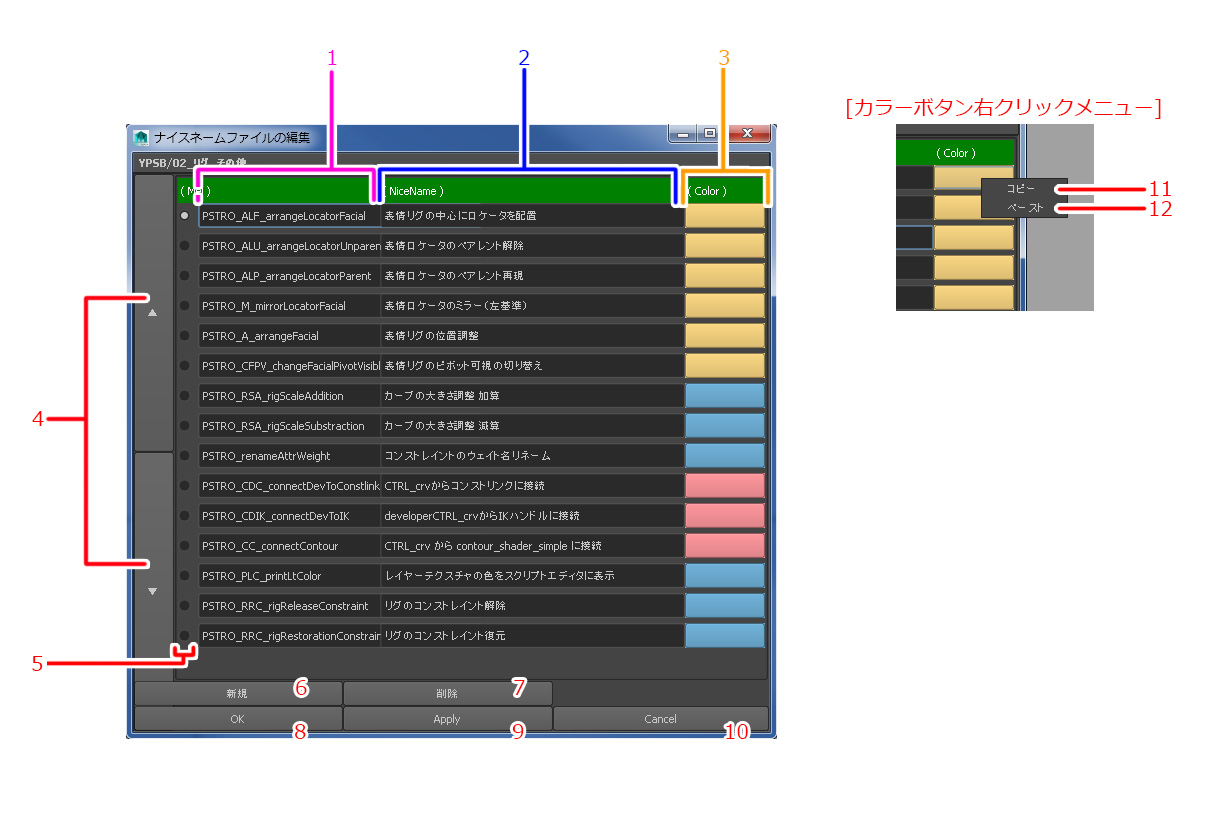 1
2
3
[カラーボタン右クリックメニュー]
ナイスネームファイルの編集
YPSB/02_リグ_その他
NiceName )
( Color )
( Color )
コピー
11
ペースト
12
PSTRO_ALF_arrangeLocatorFacial 表情リグの中心にロケータを配置
PSTRO_ALU_arrangeLocatorUnparen 表情ロケータのペアレント解除
PSTRO_ALP_arrangeLocatorParent 表情ロケータのペアレント再現
PSTRO_M_mirrorLocatorFacial 表情ロケータのミラー（左基準）
PSTRO_A_arrangeFacial 表情リグの位置調整
PSTRO_CFPV_changeFacialPivotVisibl 表情リグのピボット可視の切り替え
PSTRO_RSA_rigScaleAddition カーブの大きさ調整 加算
4
PSTRO_RSA_rigScaleSubstraction カーブの大きさ調整 減算
PSTRO_renameAttrWeight コンストレイントのウェイト名リネーム
PSTRO_CDC_connectDevToConstlink CTRL_crvからコンストリンクに接続
PSTRO_CDIK_connectDevToIK developerCTRL_crvからIKハンドルに接続
PSTRO_CC_connectContour CTRL_crv から contour_shader_simple に接続
PSTRO_PLC_printLtColor レイヤーテクスチャの色をスクリプトエディタに表示
PSTRO_RRC_rigReleaseConstraint リグのコンストレイント解除
PSTRO_RRC_rigRestorationConstrain リグのコンストレイント復元
5
新規 6 削除 7
OK 8 Apply 9 Cancel 10